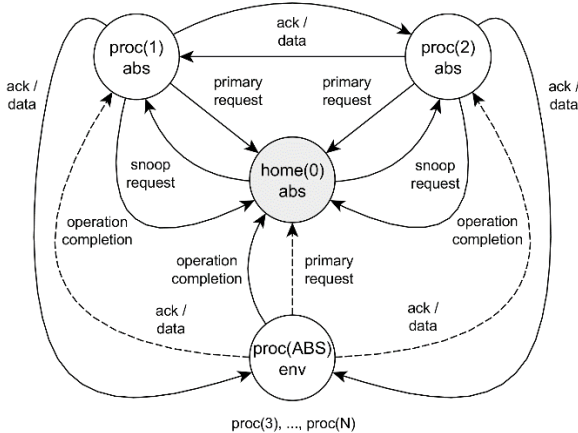 ack /
data
proc(1)
abs
proc(2)
abs
ack /
data
ack /
data
primary
request
primary
request
home(0)
abs
snoop
request
snoop
request
operation
completion
operation
completion
operation
completion
primary
request
ack /
data
ack /
data
proc(ABS)
env
proc(3), ..., proc(N)